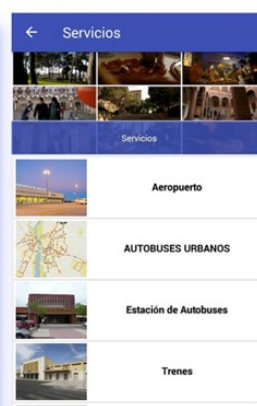 Servicios
Servicios
Aeropuerto
AUTOBUSES URBANOS
Estación de Autobuses
Trenes